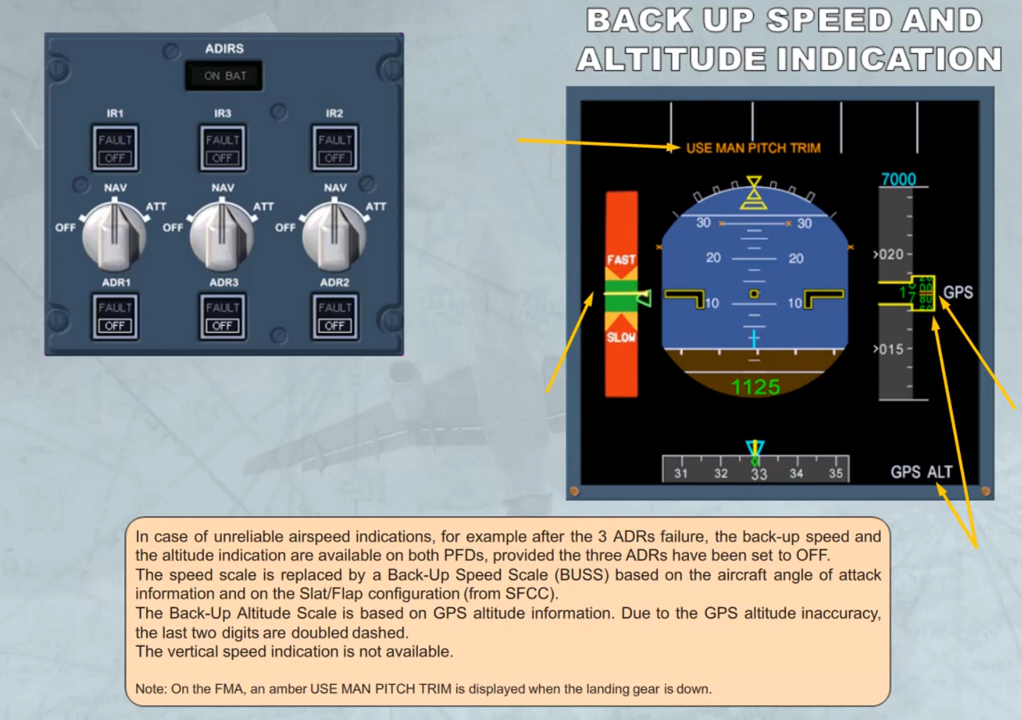 BACK UP SPEED AND
ALTITUDE INDICATION
ADIRS
ON BAT
IR1 IR3 IR2
FAULT FAULT FAULT
OFF OFF OFF
NAV NAV NAV
ATT ATT ATT
OFF OFF OFF
ADR1 ADR3 ADR2
FAULT FAULT FAULT
OFF OFF OFF
USE MAN PITCH TRIM
7000
30 30
020
FAST 20 20
17 GPS
10 10
SLOW
015
1125
31 32 33 34 35
GPS ALT
In case of unreliable airspeed indications, for example after the 3 ADRs failure, the back-up speed and
the altitude indication are available on both PFDs, provided the three ADRs have been set to OFF.
The speed scale is replaced by a Back-Up Speed Scale (BUSS) based on the aircraft angle of attack
information and on the Slat/Flap configuration (from SFCC).
The Back-Up Altitude Scale is based on GPS altitude information. Due to the GPS altitude inaccuracy,
the last two digits are doubled dashed.
The vertical speed indication is not available.
Note: On the FMA, an amber USE MAN PITCH TRIM is displayed when the landing gear is down.